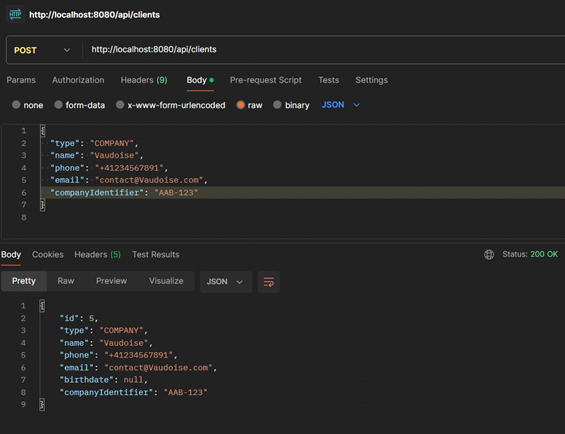 HTTP http://localhost:8080/api/clients
POST http://localhost:8080/api/clients
Params Authorization Headers (9) Body Pre-request Script Tests Settings
none form-data x-www-form-urlencoded raw binary JSON
1 {
2 "type": "COMPANY",
3 "name": "Vaudoise",
4 "phone": "+41234567891",
5 "email": "contact@Vaudoise.com",
6 "companyIdentifier": "AAB-123"
7 }
8
Body Cookies Headers (5) Test Results Status: 200 OK
Pretty Raw Preview Visualize JSON
1 {
2 "id": 5,
3 "type": "COMPANY",
4 "name": "Vaudoise",
5 "phone": "+41234567891",
6 "email": "contact@Vaudoise.com",
7 "birthdate": null,
8 "companyIdentifier": "AAB-123"
9 }